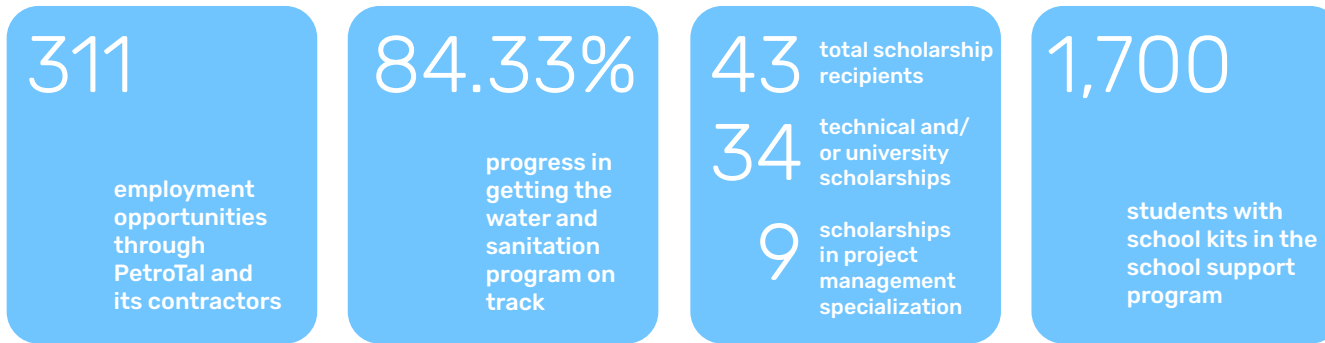 311
employment
opportunities
through
PetroTal and
its contractors
84.33%
progress in
getting the
water and
sanitation
program on
track
43
total scholarship
recipients
34
technical and/
or university
scholarships
9
scholarships
in project
management
specialization
1,700
students with
school kits in the
school support
program